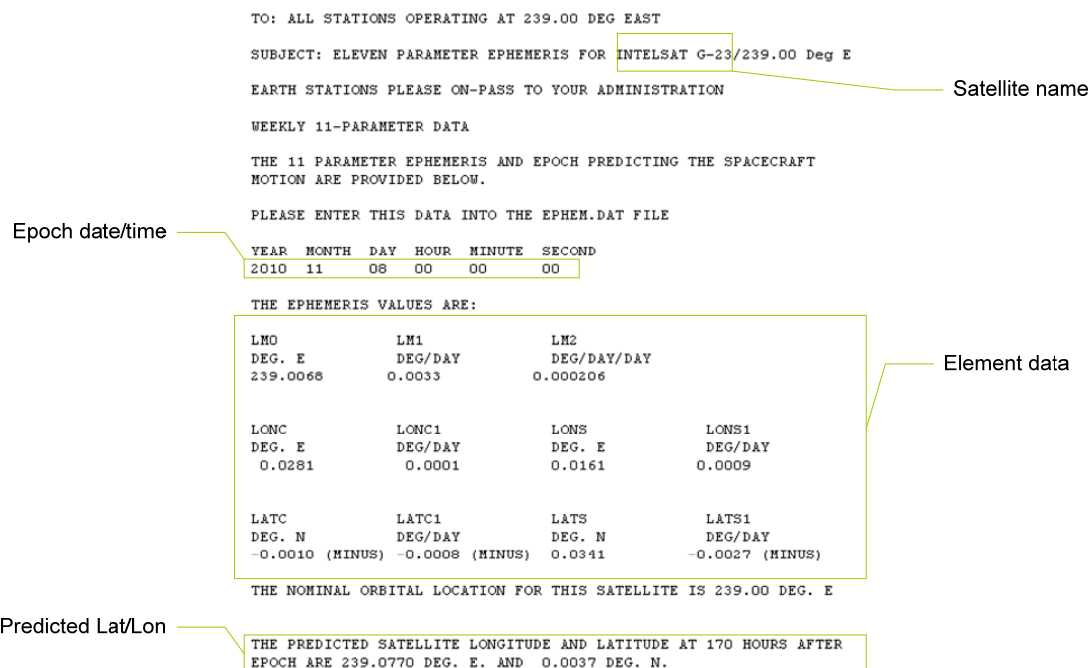 TO: ALL STATIONS OPERATING AT 239.00 DEG EAST
SUBJECT: ELEVEN PARAMETER EPHEMERIS FOR INTELSAT G-23/239.00 Deg E
Satellite name
EARTH STATIONS PLEASE ON-PASS TO YOUR ADMINISTRATION
WEEKLY 11-PARAMETER DATA
THE 11 PARAMETER EPHEMERIS AND EPOCH PREDICTING THE SPACECRAFT
MOTION ARE PROVIDED BELOW.
PLEASE ENTER THIS DATA INTO THE EPHEM.DAT FILE
Epoch date/time
YEAR MONTH DAY HOUR MINUTE SECOND
2010 11 08 00 00 00
THE EPHEMERIS VALUES ARE:
LM0 LM1 LM2
DEG. E DEG/DAY DEG/DAY/DAY
239.0068 0.0033 0.000206
Element data
LONC LONC1 LONS LONS1
DEG. E DEG/DAY DEG. E DEG/DAY
0.0281 0.0001 0.0161 0.0009
LATC LATC1 LATS LATS1
DEG. N DEG/DAY DEG. N DEG/DAY
-0.0010 (MINUS) -0.0008 (MINUS) 0.0341 -0.0027 (MINUS)
THE NOMINAL ORBITAL LOCATION FOR THIS SATELLITE IS 239.00 DEG. E
Predicted Lat/Lon
THE PREDICTED SATELLITE LONGITUDE AND LATITUDE AT 170 HOURS AFTER
EPOCH ARE 239.0770 DEG. E. AND 0.0037 DEG. N.